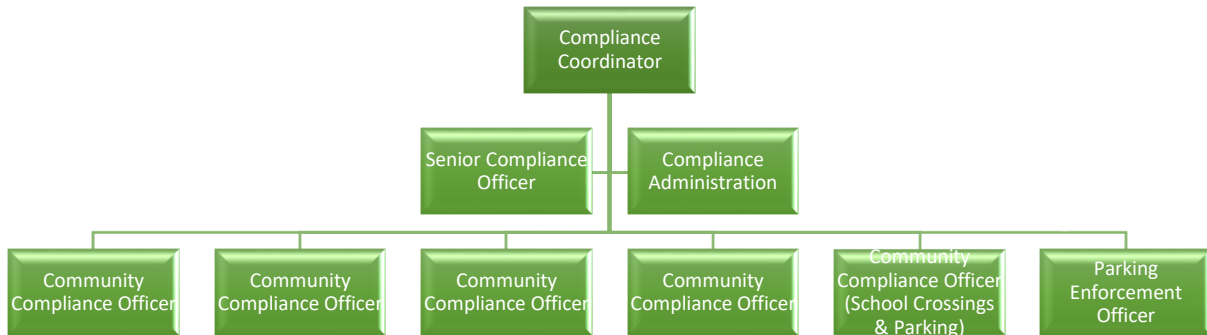 Compliance
Coordinator
Senior Compliance
Officer
Compliance
Administration
Community
Compliance Officer
Community
Compliance Officer
Community
Compliance Officer
Community
Compliance Officer
Community
Compliance Officer
(School Crossings
& Parking)
Parking
Enforcement
Officer